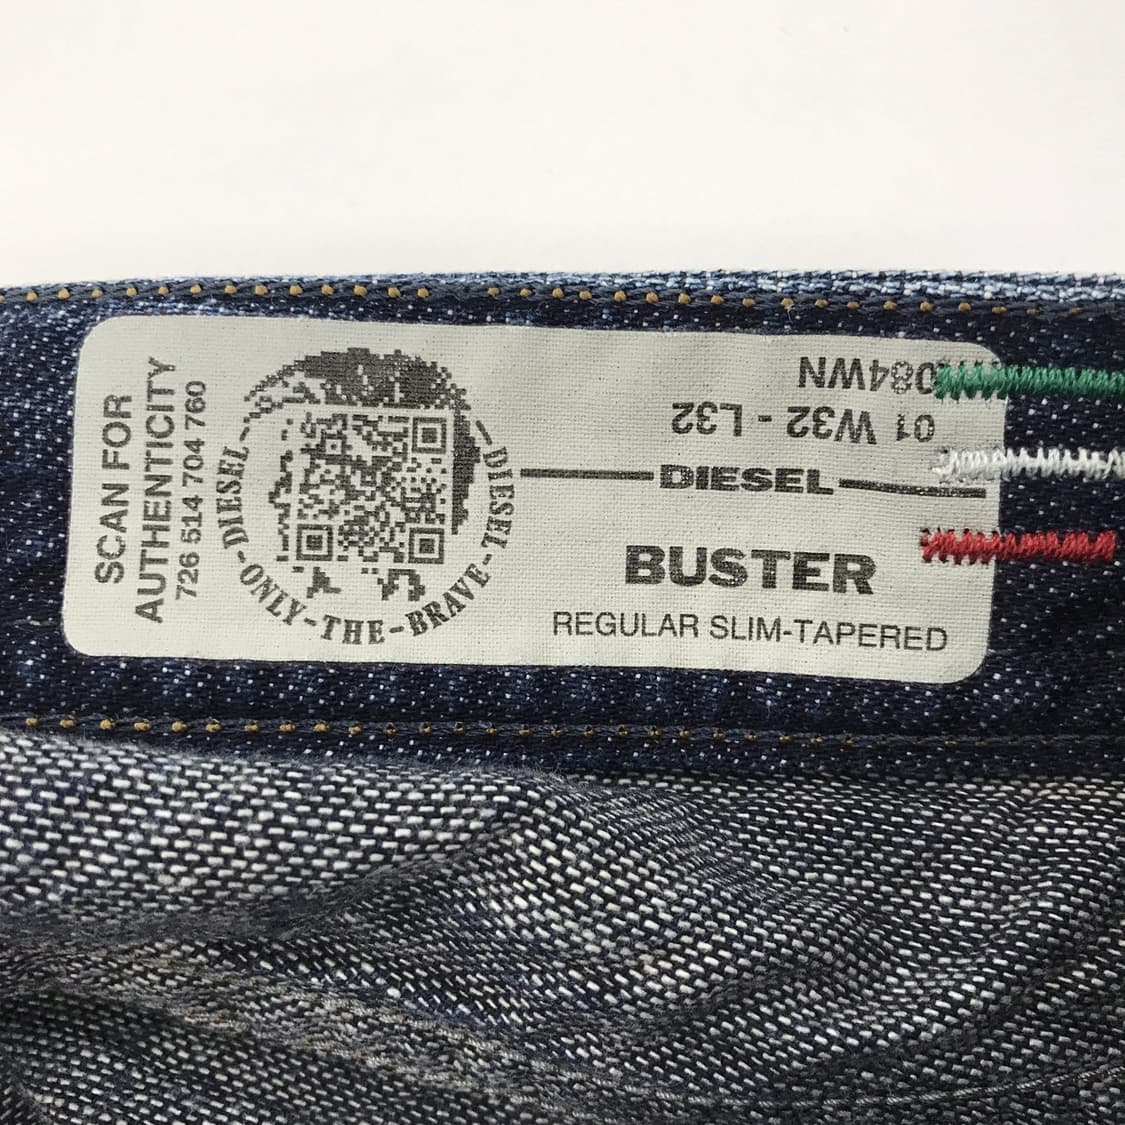 SCAN FOR
AUTHENTICITY
726 514 704 760
DIESEL-ONLY-THE-BRAVE-DIESEL
084WN
01 W32 - L32
DIESEL
BUSTER
REGULAR SLIM-TAPERED